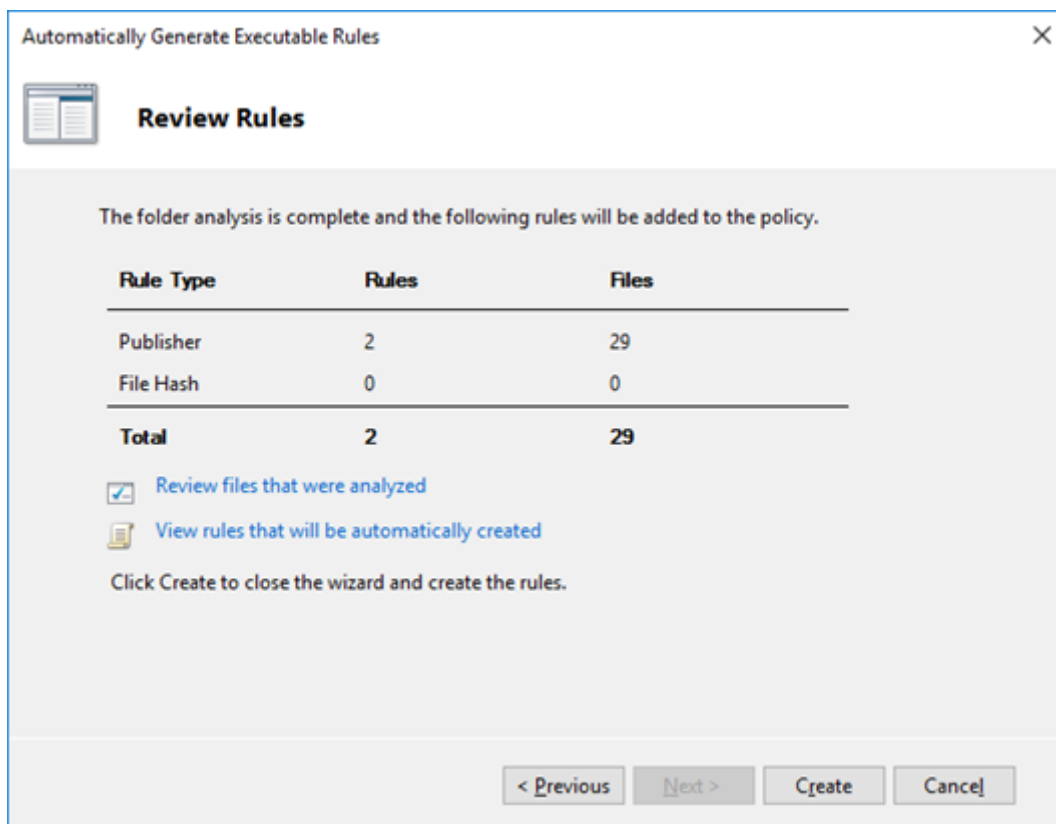 Automatically Generate Executable Rules
Review Rules
The folder analysis is complete and the following rules will be added to the policy.
Rule Type Rules Files
Publisher 2 29
File Hash 0 0
Total 2 29
Review files that were analyzed
View rules that will be automatically created
Click Create to close the wizard and create the rules.
< Previous Next > Create Cancel